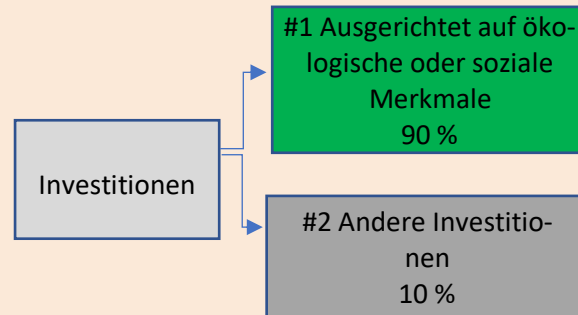 #1 Ausgerichtet auf öko-
logische oder soziale
Merkmale
90 %
Investitionen
#2 Andere Investitio-
nen
10 %